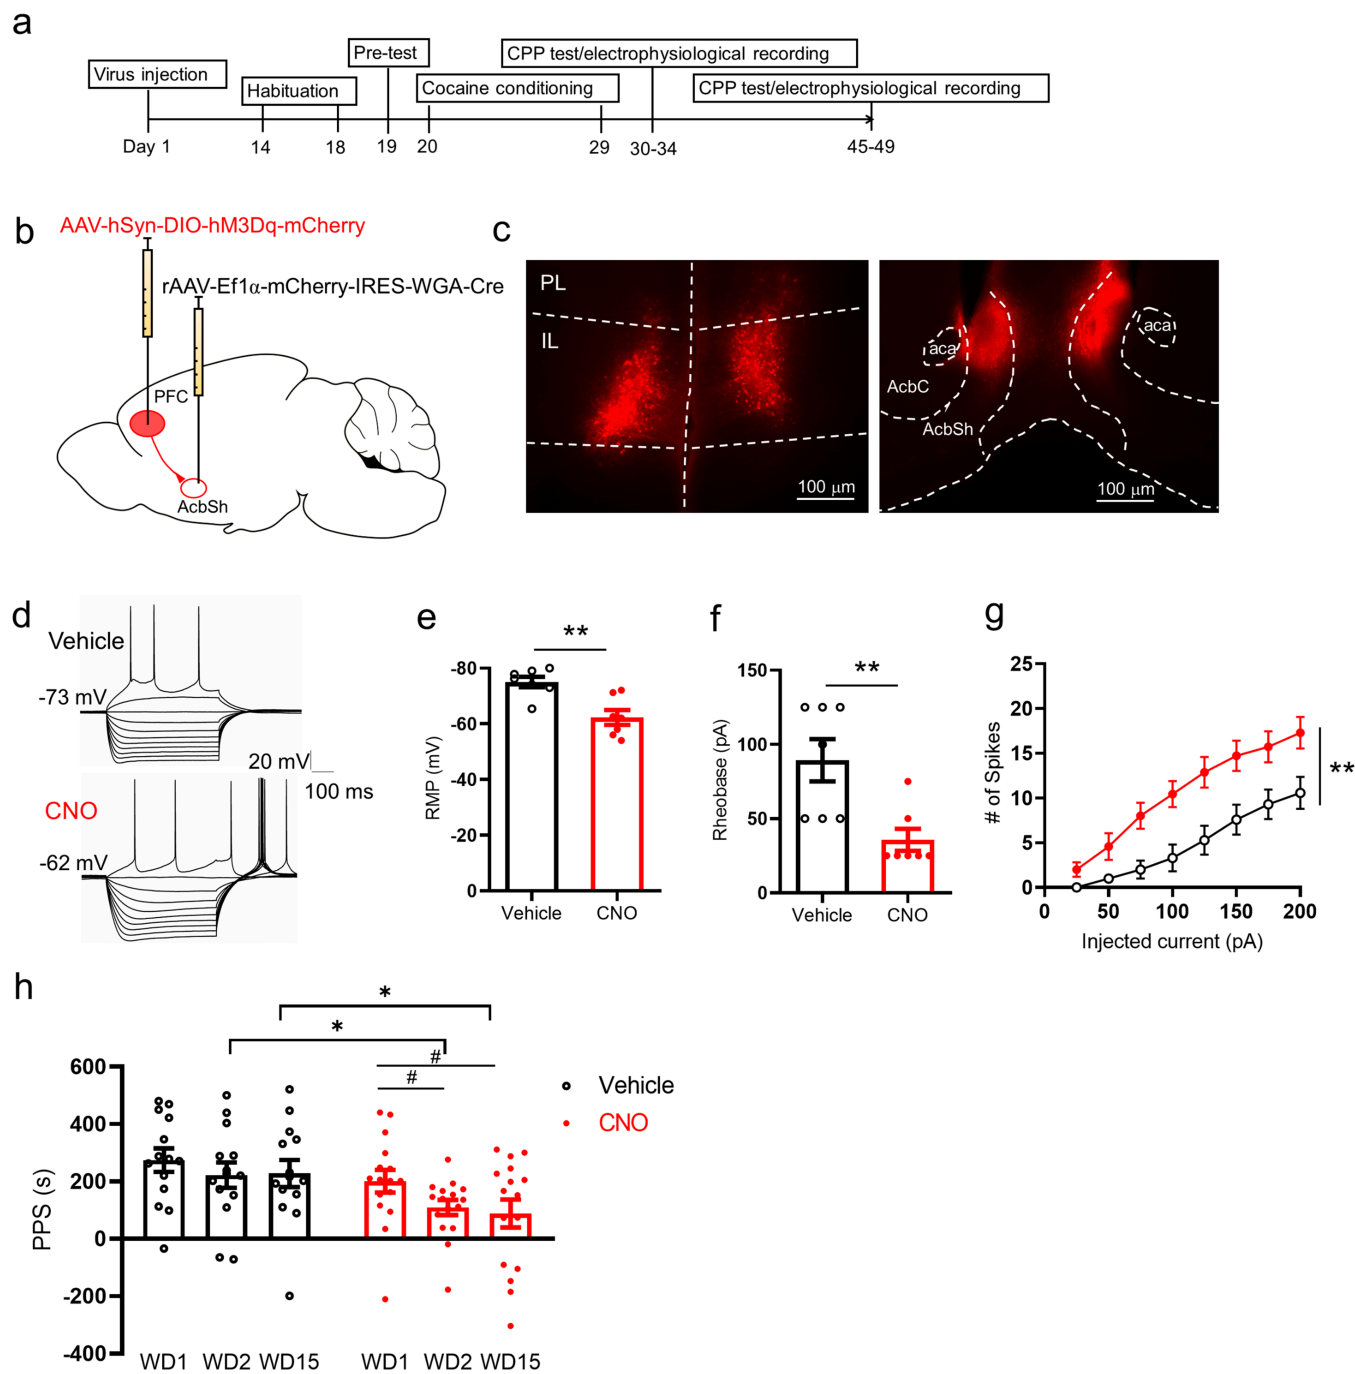 a
Pre-test
CPP test/electrophysiological recording
Virus injection
Habituation
Cocaine conditioning
CPP test/electrophysiological recording
Day 1
14
18
19
20
29
30-34
45-49
b
AAV-hSyn-DIO-hM3Dq-mCherry
rAAV-Ef1α-mCherry-IRES-WGA-Cre
PFC
AcbSh
c
PL
IL
100 µm
aca
aca
AcbC
AcbSh
100 µm
d
Vehicle
-73 mV
20 mV
100 ms
CNO
-62 mV
e
**
-80
-60
-40
-20
0
RMP (mV)
Vehicle
CNO
f
**
150
100
50
0
Rheobase (pA)
Vehicle
CNO
g
25
20
15
10
5
0
# of Spikes
**
0
50
100
150
200
Injected current (pA)
h
*
*
#
#
600
400
200
0
-200
-400
PPS (s)
Vehicle
CNO
WD1
WD2
WD15
WD1
WD2
WD15